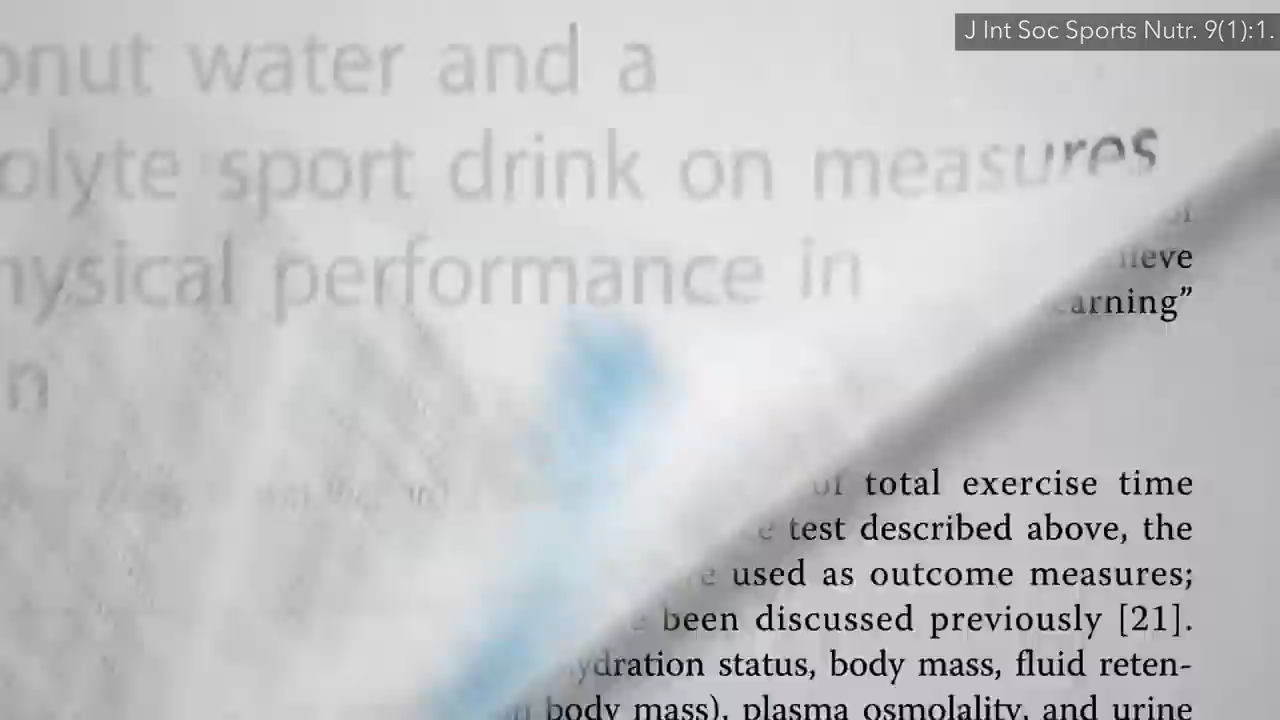 J Int Soc Sports Nutr. 9(1):1.
onut water and a
olyte sport drink on measures
hysical performance in
n
ieve
arning”
of total exercise time
e test described above, the
e used as outcome measures;
been discussed previously [21].
ydration status, body mass, fluid reten-
body mass), plasma osmolality, and urine